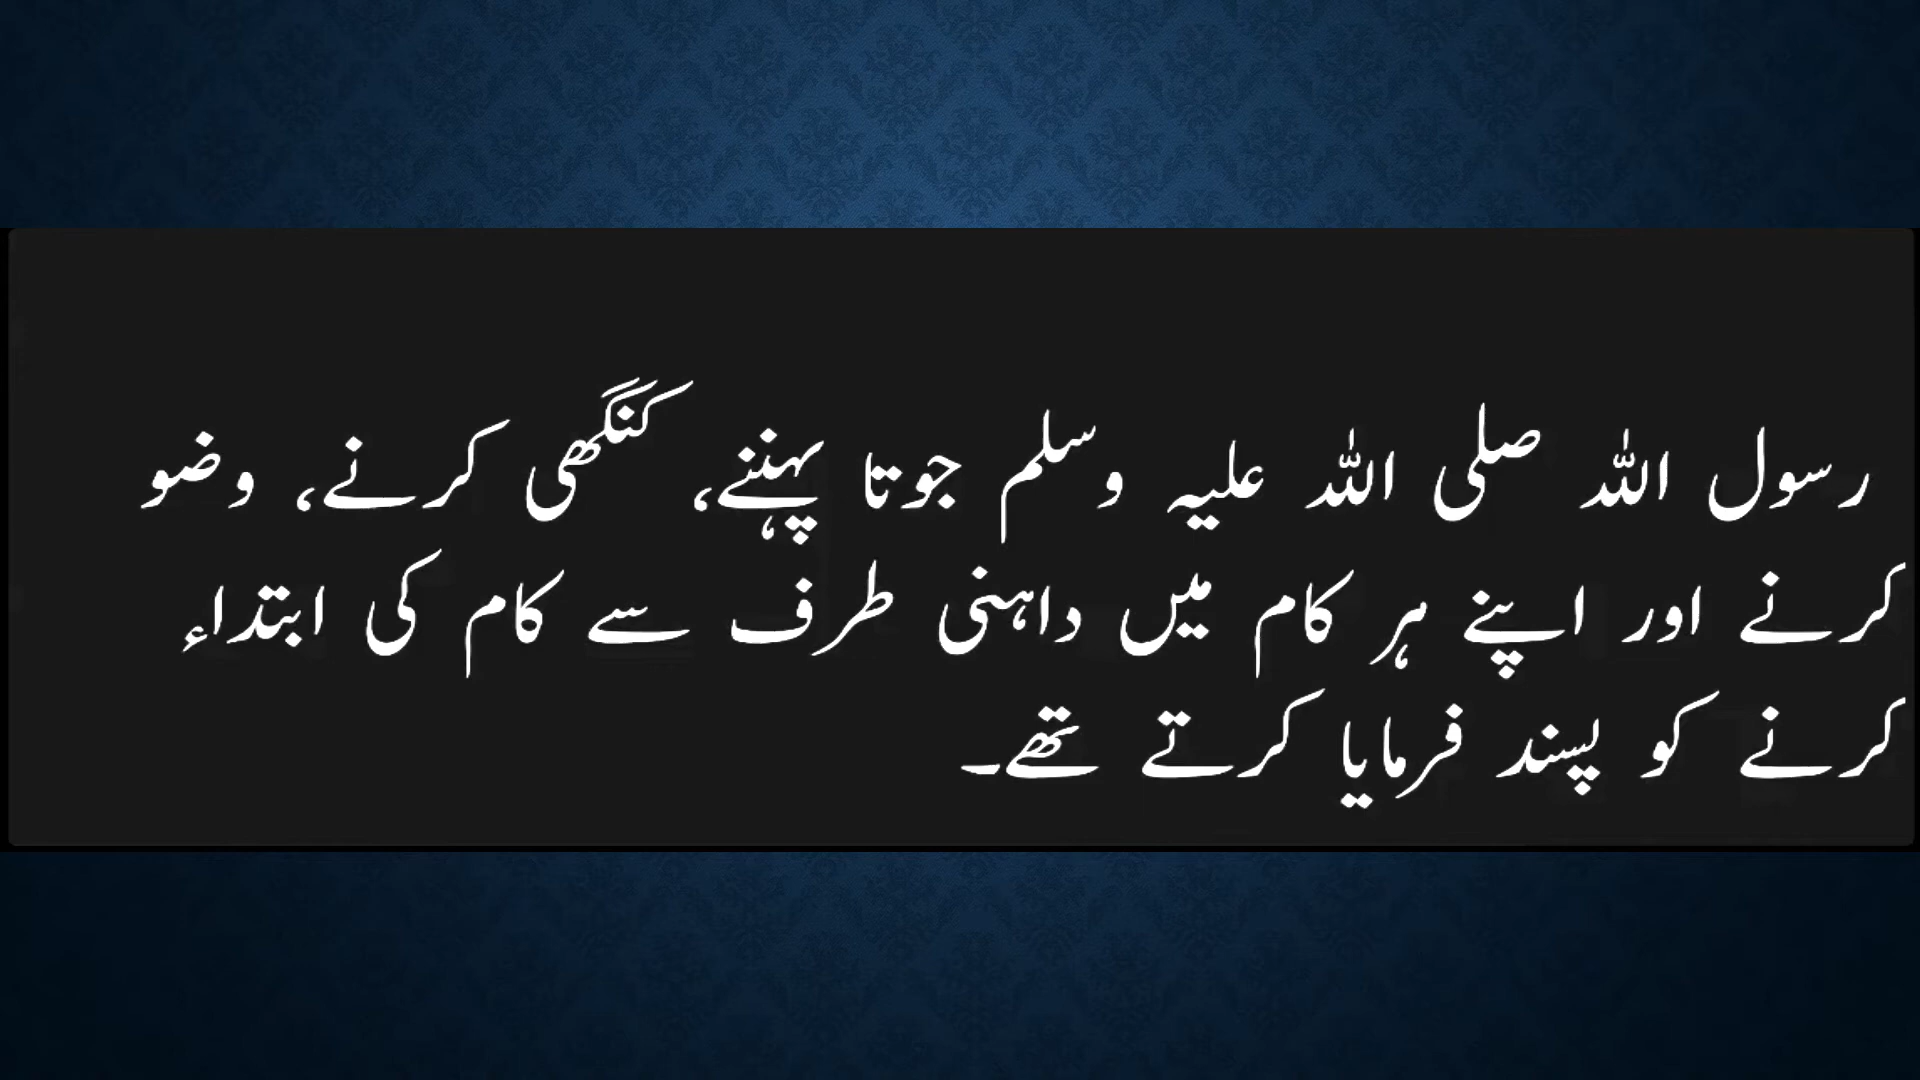 رسول اللہ صلی اللہ علیہ وسلم جوتا پہننے، کنگھی کرنے، وضو
کرنے اور اپنے ہر کام میں داہنی طرف سے کام کی ابتداء
کرنے کو پسند فرمایا کرتے تھے۔